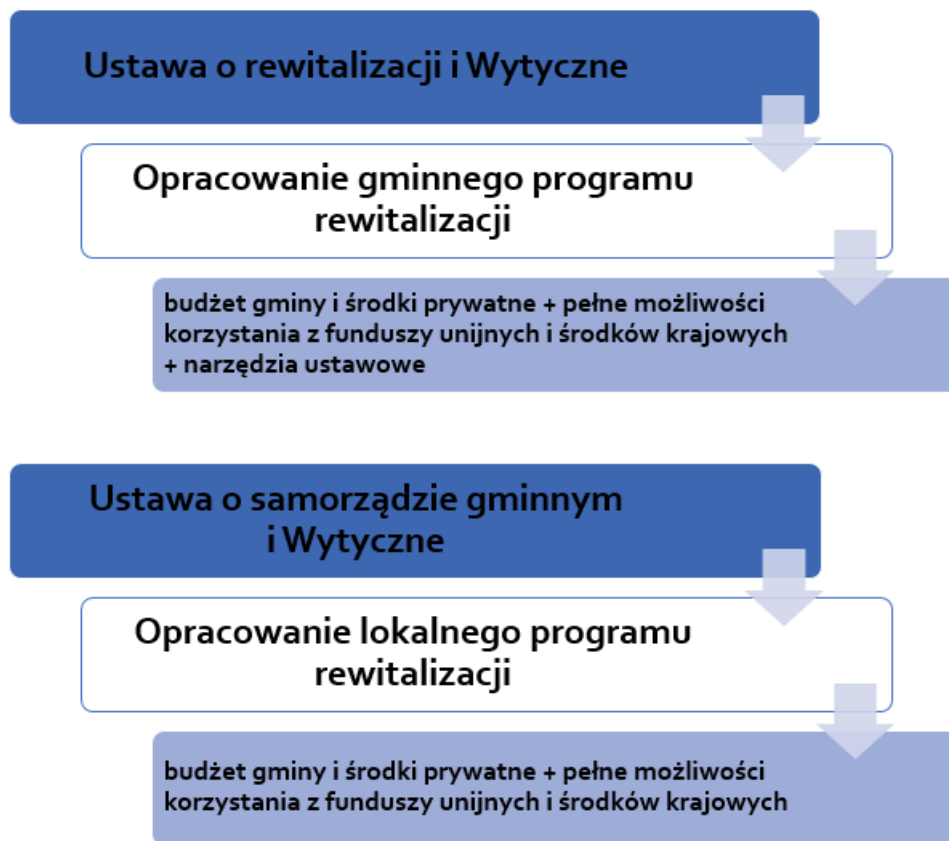 Ustawa o rewitalizacji i Wytyczne
Opracowanie gminnego programu
rewitalizacji
budżet gminy i środki prywatne + pełne możliwości
korzystania z funduszy unijnych i środków krajowych
+ narzędzia ustawowe
Ustawa o samorządzie gminnym
i Wytyczne
Opracowanie lokalnego programu
rewitalizacji
budżet gminy i środki prywatne + pełne możliwości
korzystania z funduszy unijnych i środków krajowych